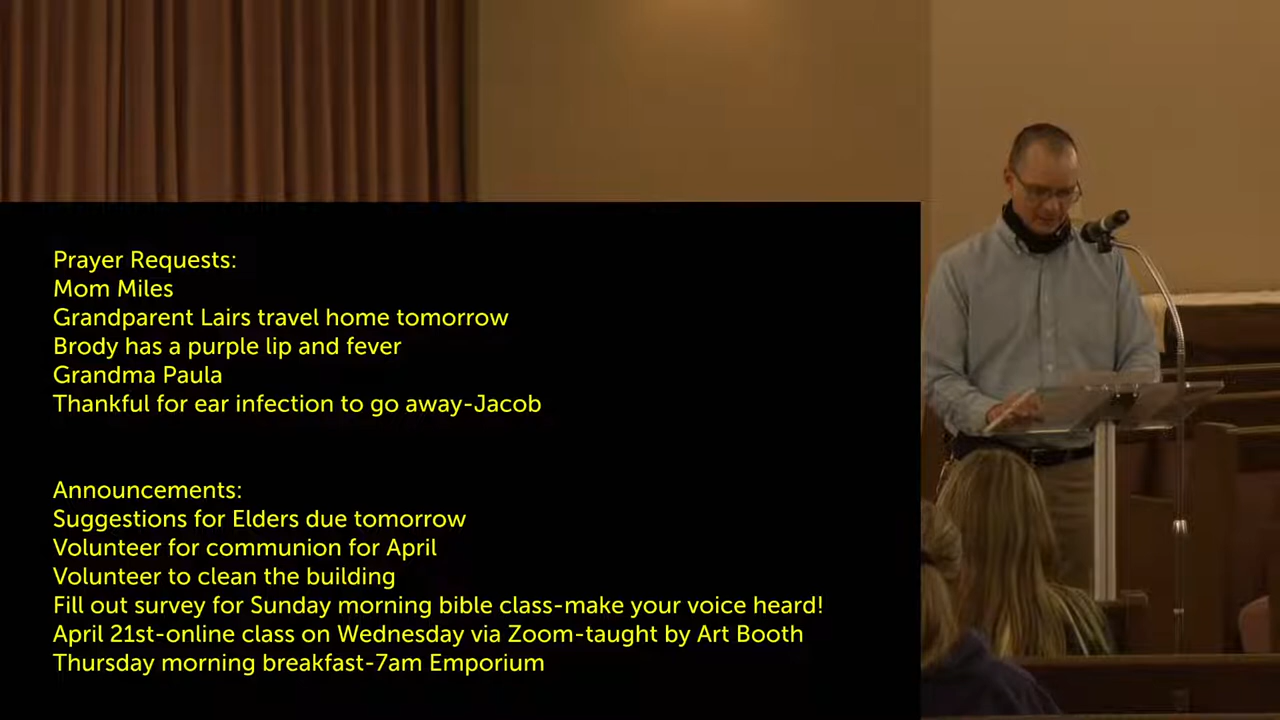 Prayer Requests:
Mom Miles
Grandparent Lairs travel home tomorrow
Brody has a purple lip and fever
Grandma Paula
Thankful for ear infection to go away-Jacob
Announcements:
Suggestions for Elders due tomorrow
Volunteer for communion for April
Volunteer to clean the building
Fill out survey for Sunday morning bible class-make your voice heard!
April 21st-online class on Wednesday via Zoom-taught by Art Booth
Thursday morning breakfast-7am Emporium